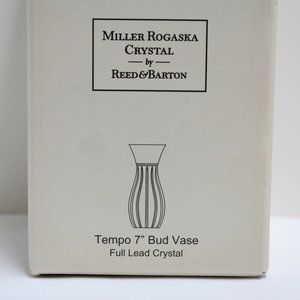 MILLER ROGASKA
CRYSTAL
by
REED&BARTON
Tempo 7" Bud Vase
Full Lead Crystal